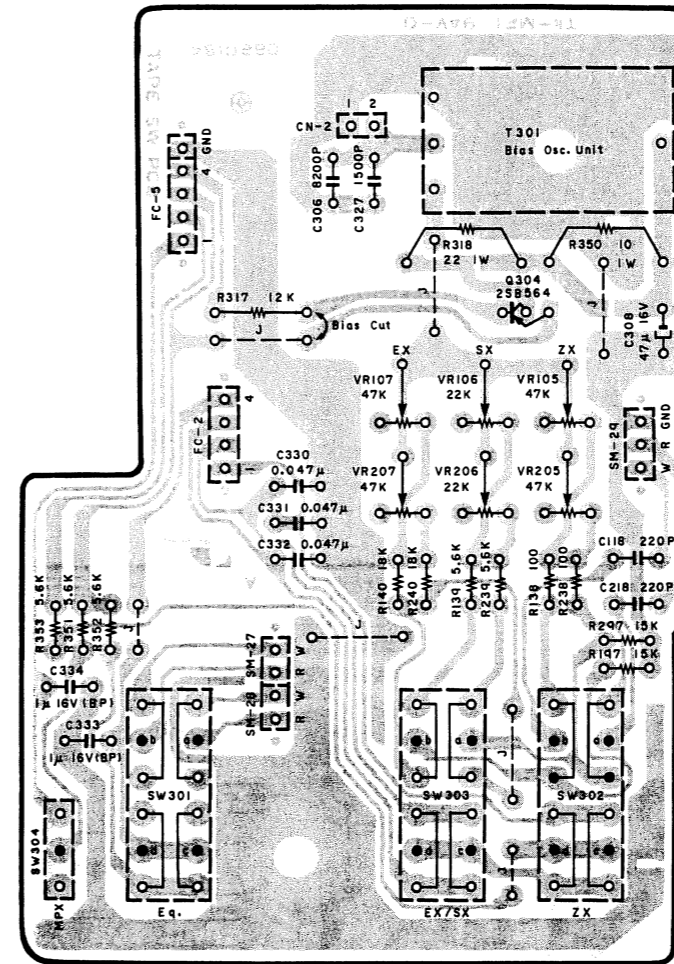 TK-MF1 94V-0
CN-2 1 2
T301
Bias Osc. Unit
FC-5
GND
4
1
C306 8200P
C327 1500P
R318
22 1W
R350 10
1W
Q304
2SB564
R317 12K
J
Bias Cut
J
J
C308
47μ 16V
EX
SX
ZX
VR107
47K
VR106
22K
VR105
47K
FC-2
4
1
SM-29
W R GND
C330
0.047μ
VR207
47K
VR206
22K
VR205
47K
C331 0.047μ
C332 0.047μ
R353 5.6K
R351 5.6K
R352 5.6K
J
R140 18K
R240 18K
R139 5.6K
R239 5.6K
R138 100
R238 100
C118 220P
C218 220P
R297 15K
R197 15K
J
SM-27
W
R
SM-28
W
R
C334
1μ 16V(BP)
C333
1μ 16V(BP)
b
SW301
SW303
SW302
b
a
J
b
a
d
c
d
c
J
d
c
SW304
MPX
Eq.
EX/SX
ZX